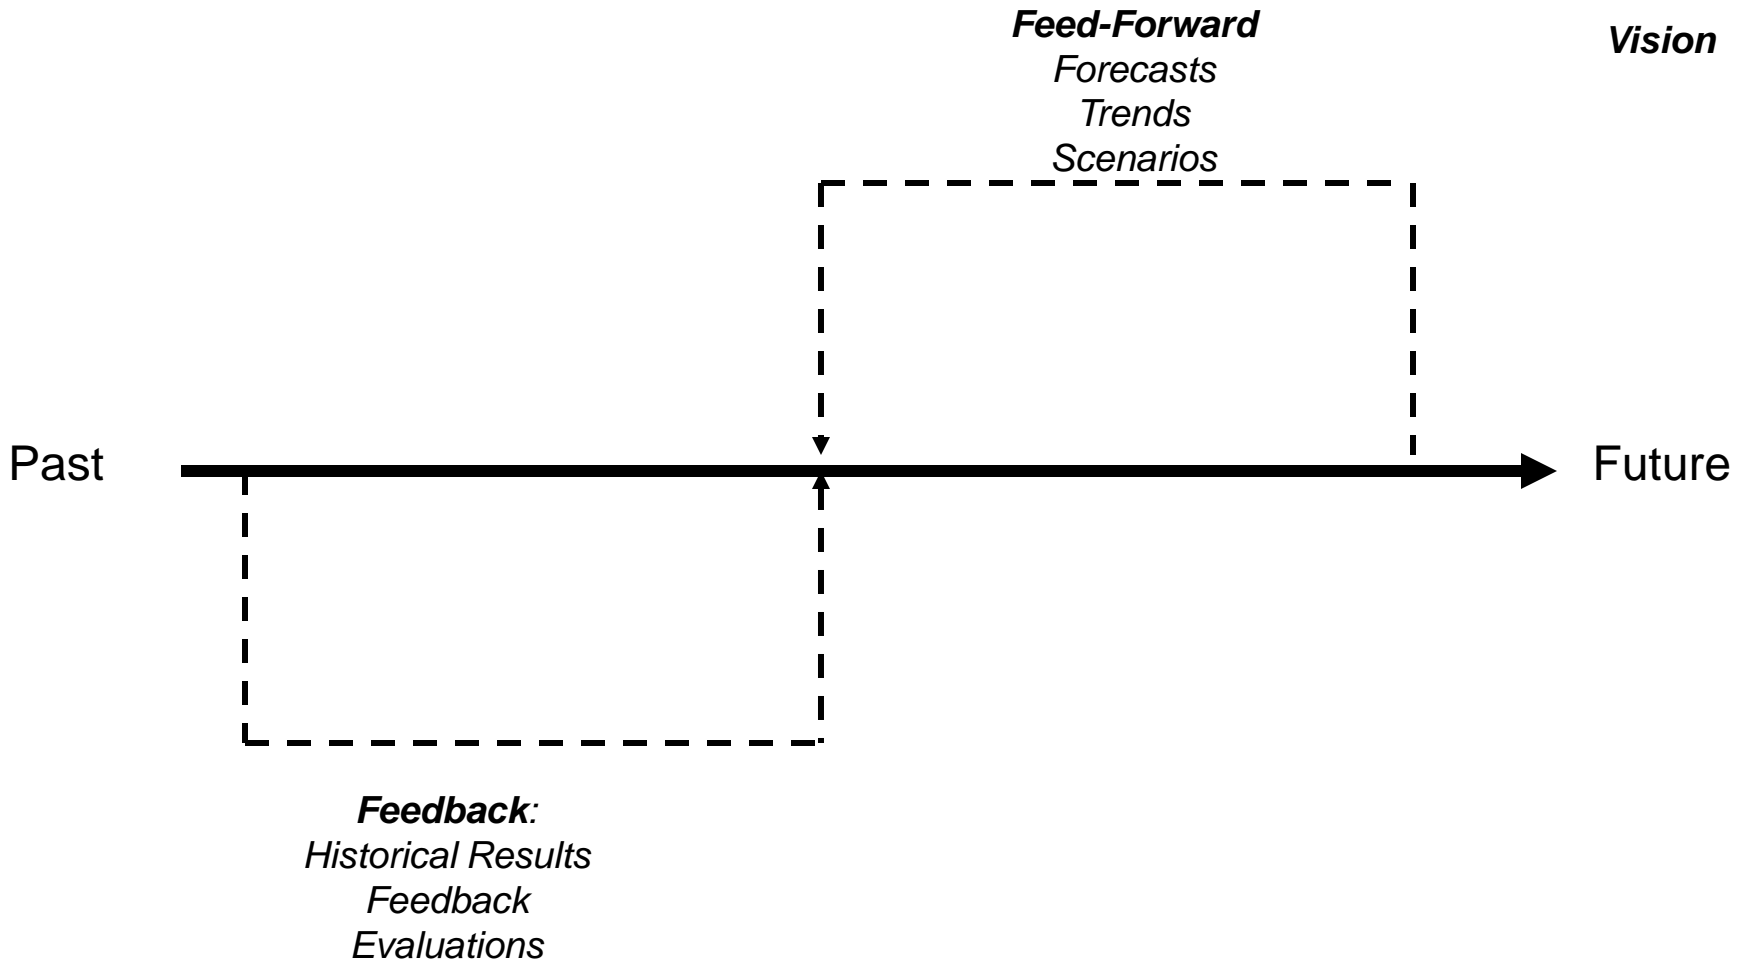 Feed-Forward
Forecasts
Trends
Scenarios
Vision
Past
Future
Feedback:
Historical Results
Feedback
Evaluations